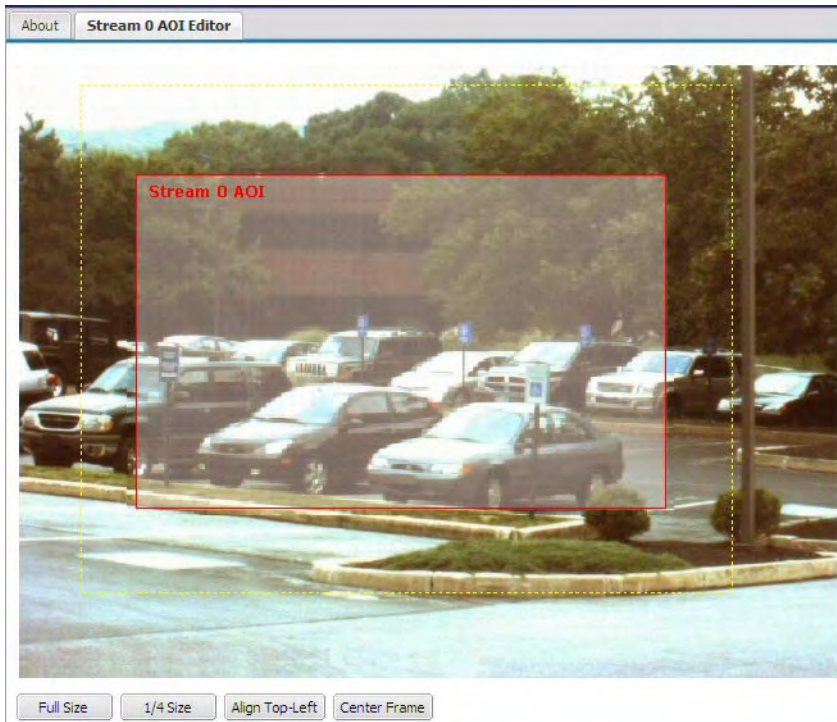 About Stream 0 AOI Editor
Stream 0 AOI
Full Size 1/4 Size Align Top-Left Center Frame